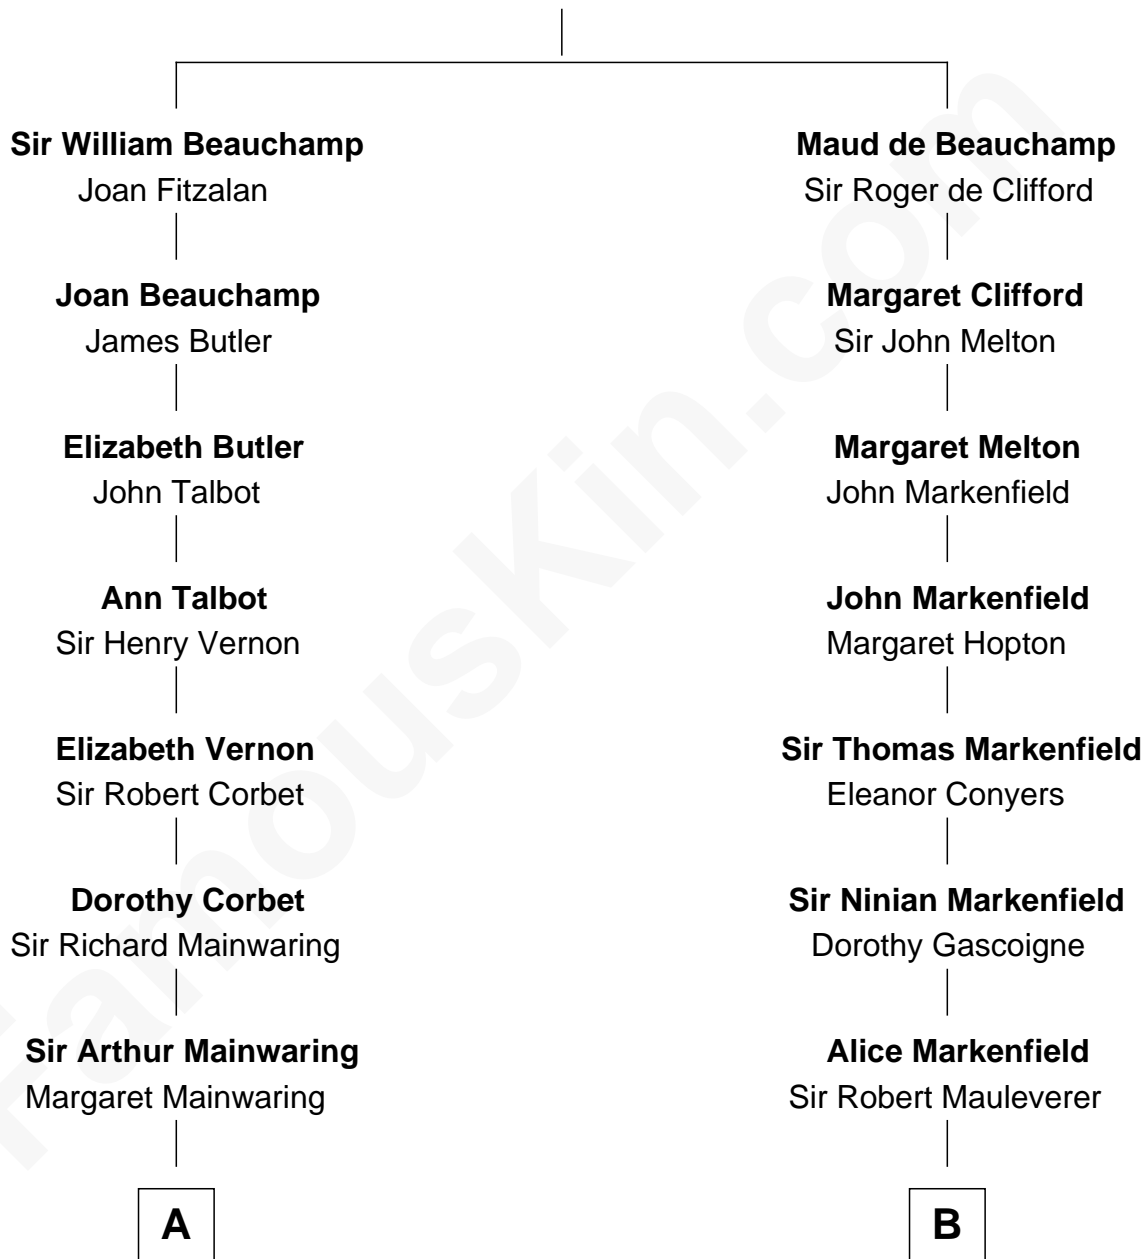 Sir William Beauchamp
Joan Fitzalan
Joan Beauchamp
James Butler
Elizabeth Butler
John Talbot
Ann Talbot
Sir Henry Vernon
Elizabeth Vernon
Sir Robert Corbet
Dorothy Corbet
Sir Richard Mainwaring
Sir Arthur Mainwaring
Margaret Mainwaring
A
Maud de Beauchamp
Sir Roger de Clifford
Margaret Clifford
Sir John Melton
Margaret Melton
John Markenfield
John Markenfield
Margaret Hopton
Sir Thomas Markenfield
Eleanor Conyers
Sir Ninian Markenfield
Dorothy Gascoigne
Alice Markenfield
Sir Robert Mauleverer
B
FamousKin.com